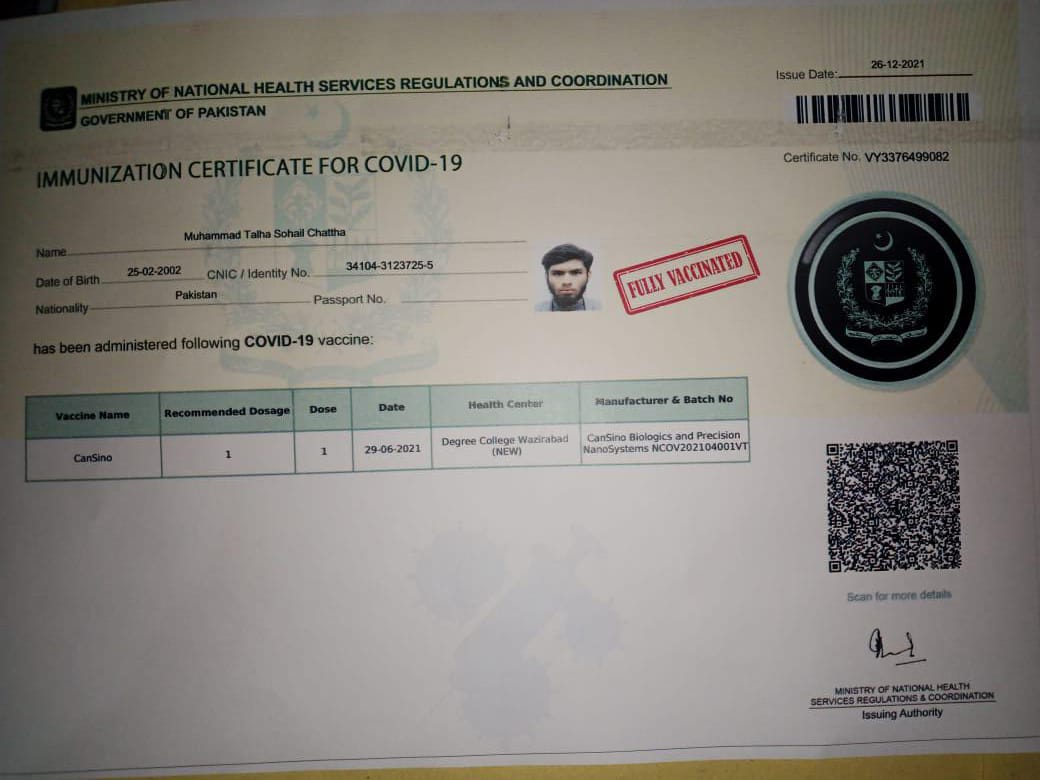 MINISTRY OF NATIONAL HEALTH SERVICES REGULATIONS AND COORDINATION
GOVERNMENT OF PAKISTAN
Issue Date: 26-12-2021
Certificate No. VY3376499082
IMMUNIZATION CERTIFICATE FOR COVID-19
Name Muhammad Talha Sohail Chattha
Date of Birth 25-02-2002 CNIC / Identity No. 34104-3123725-5
Nationality Pakistan Passport No.
FULLY VACCINATED
has been administered following COVID-19 vaccine:
Vaccine Name Recommended Dosage Dose Date Health Center Manufacturer & Batch No
CanSino 1 1 29-06-2021 Degree College Wazirabad (NEW) CanSino Biologics and Precision NanoSystems NCOV202104001VT
Scan for more details
MINISTRY OF NATIONAL HEALTH
SERVICES REGULATIONS & COORDINATION
Issuing Authority